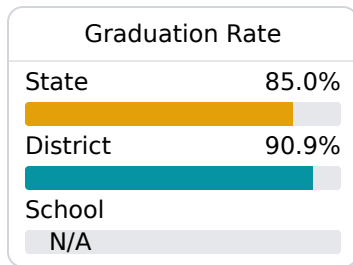 Graduation Rate
State 85.0%
District 90.9%
School
N/A